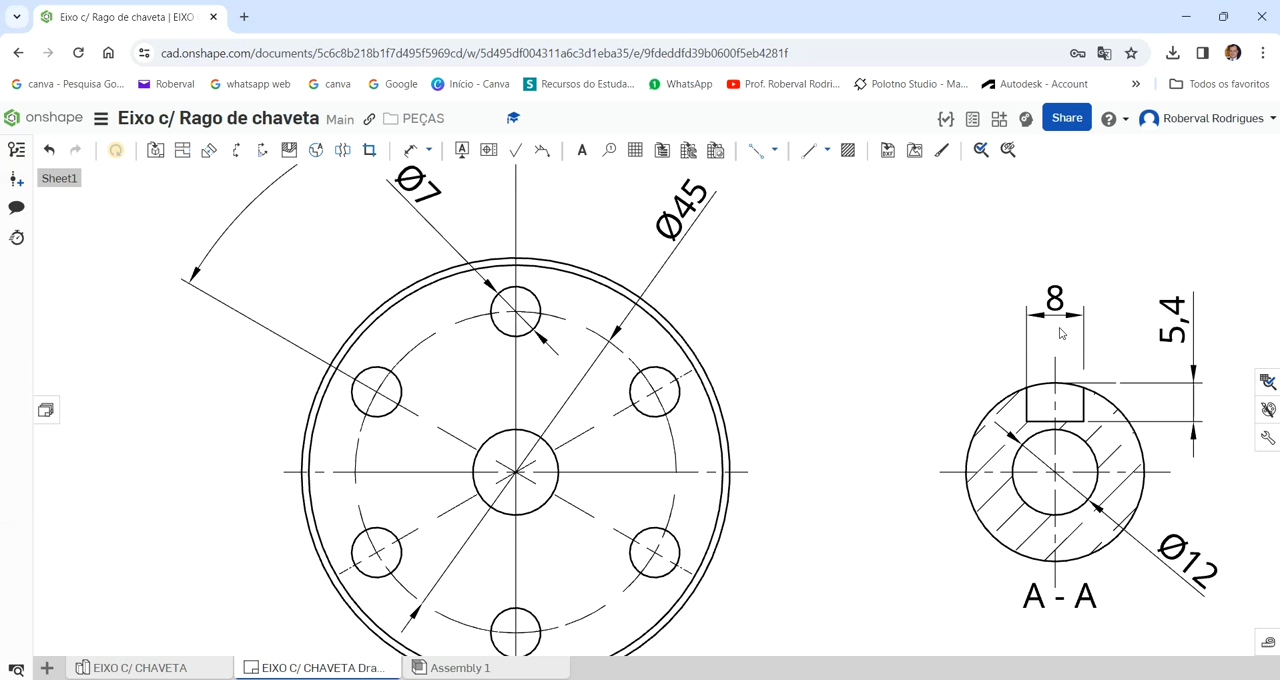 Eixo c/ Rago de chaveta | EIXO
cad.onshape.com/documents/5c6c8b218b1f7d495f5969cd/w/5d495df004311a6c3d1eba35/e/9fdeddfd39b0600f5eb4281f
canva - Pesquisa Go... Roberval whatsapp web canva Google Início - Canva Recursos do Estuda... WhatsApp Prof. Roberval Rodri... Polotno Studio - Ma... Autodesk - Account » Todos os favoritos
onshape Eixo c/ Rago de chaveta Main PEÇAS Share Roberval Rodrigues
Sheet1
Ø7
Ø45
8
5,4
Ø12
A - A
EIXO C/ CHAVETA EIXO C/ CHAVETA Dra... Assembly 1